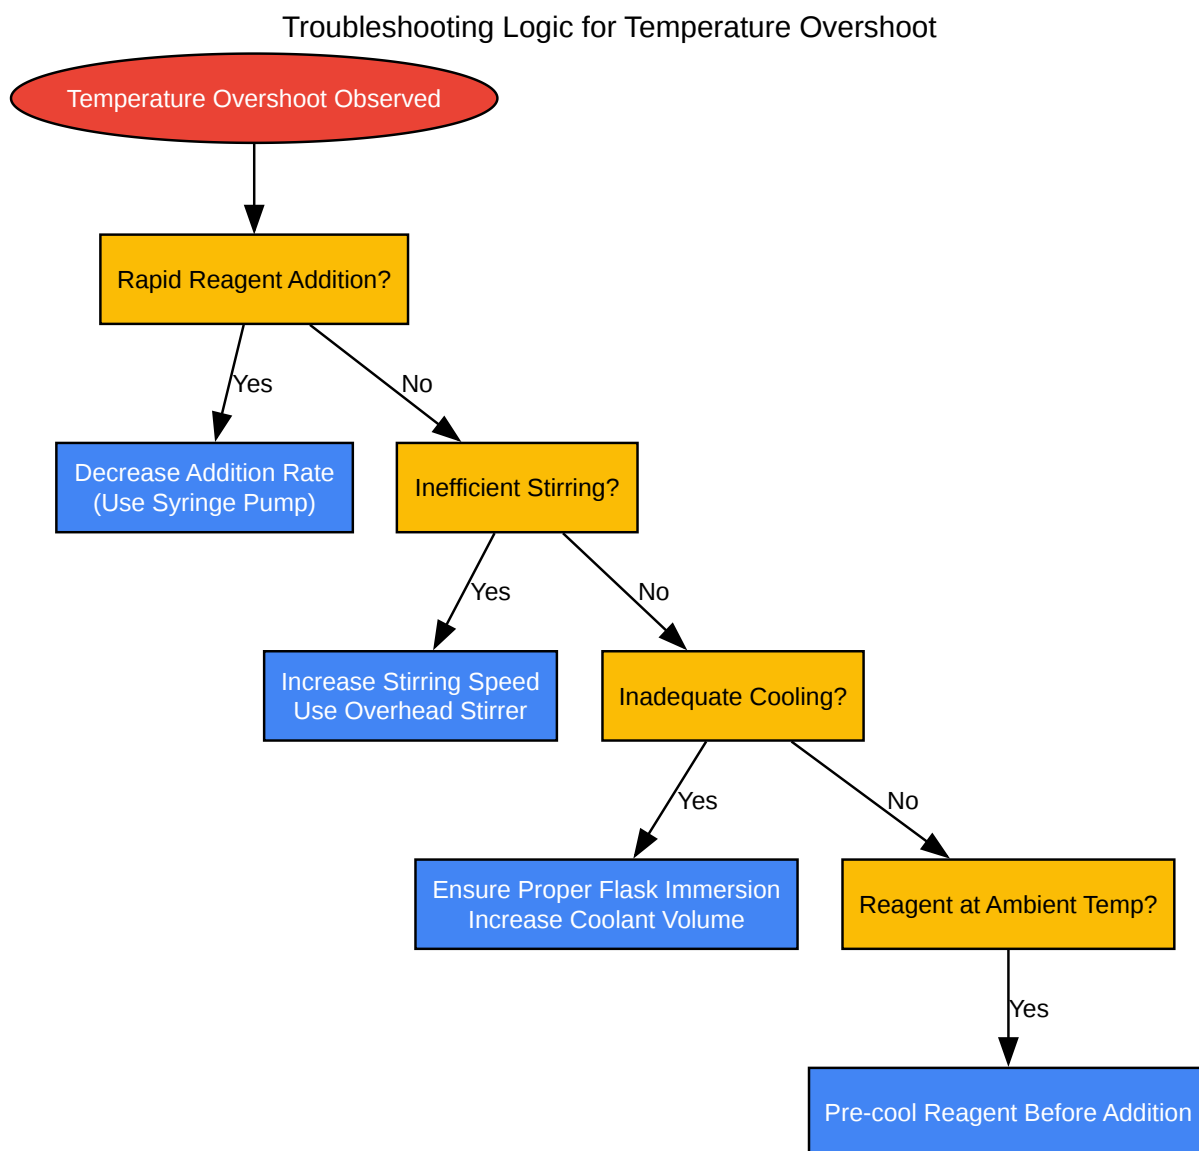 Troubleshooting Logic for Temperature Overshoot
Temperature Overshoot Observed
Rapid Reagent Addition?
Yes
No
Decrease Addition Rate
(Use Syringe Pump)
Inefficient Stirring?
Yes
No
Increase Stirring Speed
Use Overhead Stirrer
Inadequate Cooling?
Yes
No
Ensure Proper Flask Immersion
Increase Coolant Volume
Reagent at Ambient Temp?
Yes
Pre-cool Reagent Before Addition